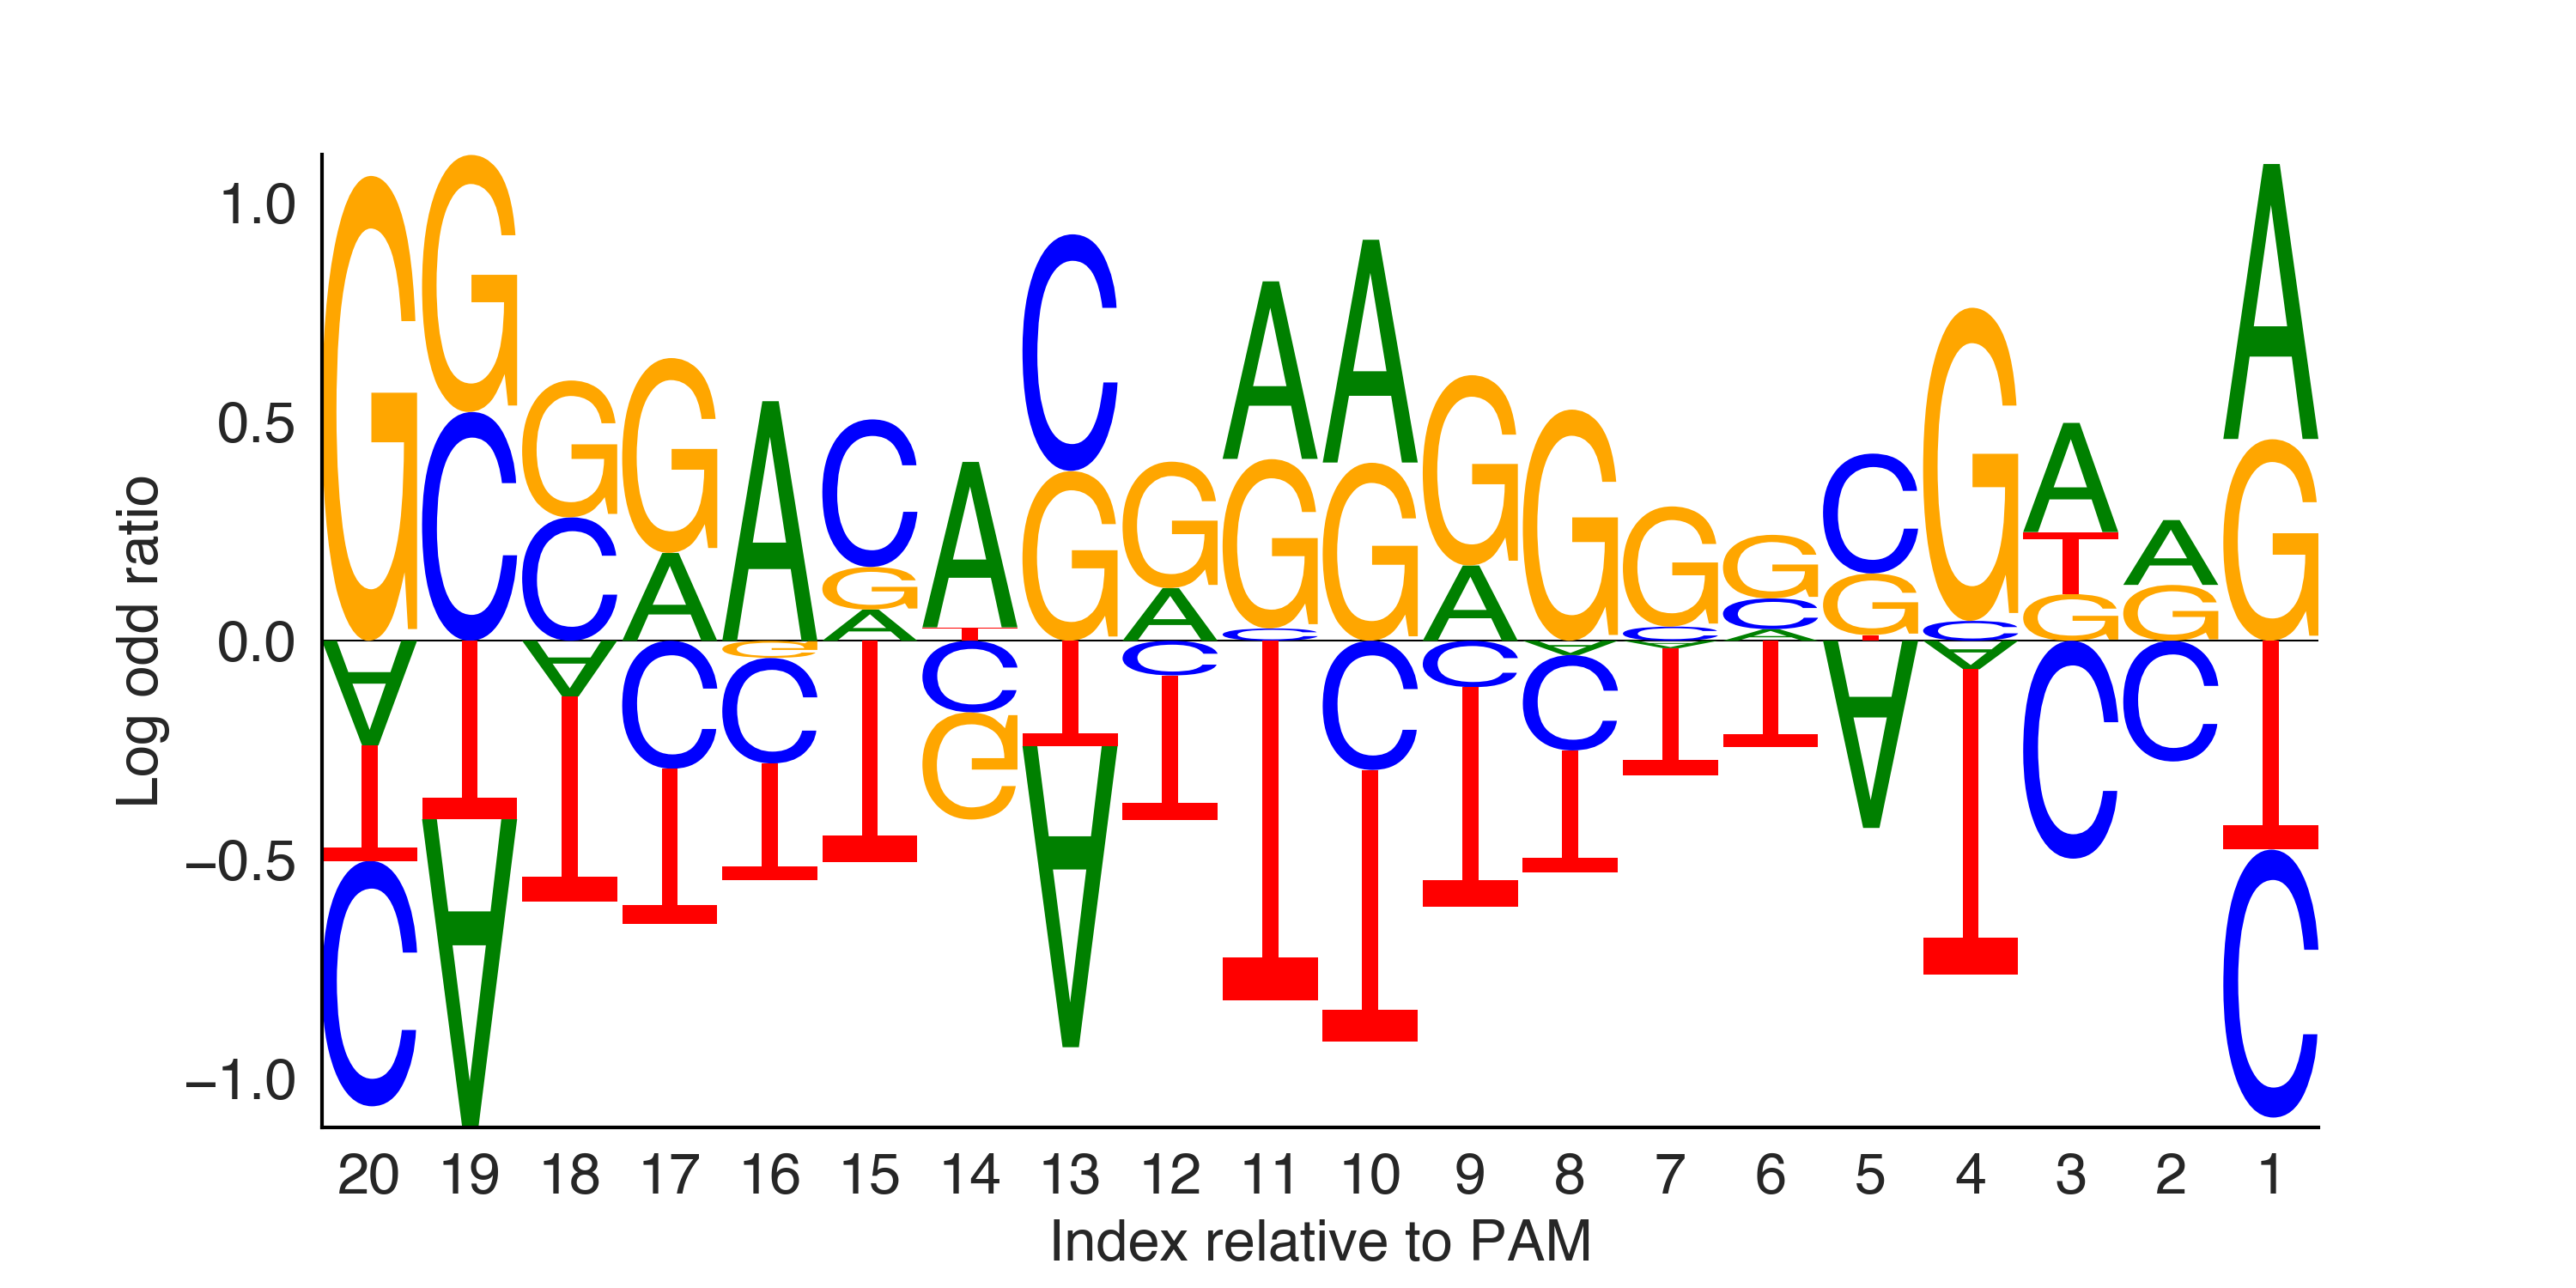 1.0
0.5
0.0
−0.5
−1.0
Log odd ratio
G A T C
G C T A
G C A T
G A C T
A G C T
C G A T
A T C G
C G T A
G A C T
A G C T
A G C T
G A C T
G A C T
G C A T
G C A T
C G T A
G C A T
A T G C
A G C
A G T C
20 19 18 17 16 15 14 13 12 11 10 9 8 7 6 5 4 3 2 1
Index relative to PAM